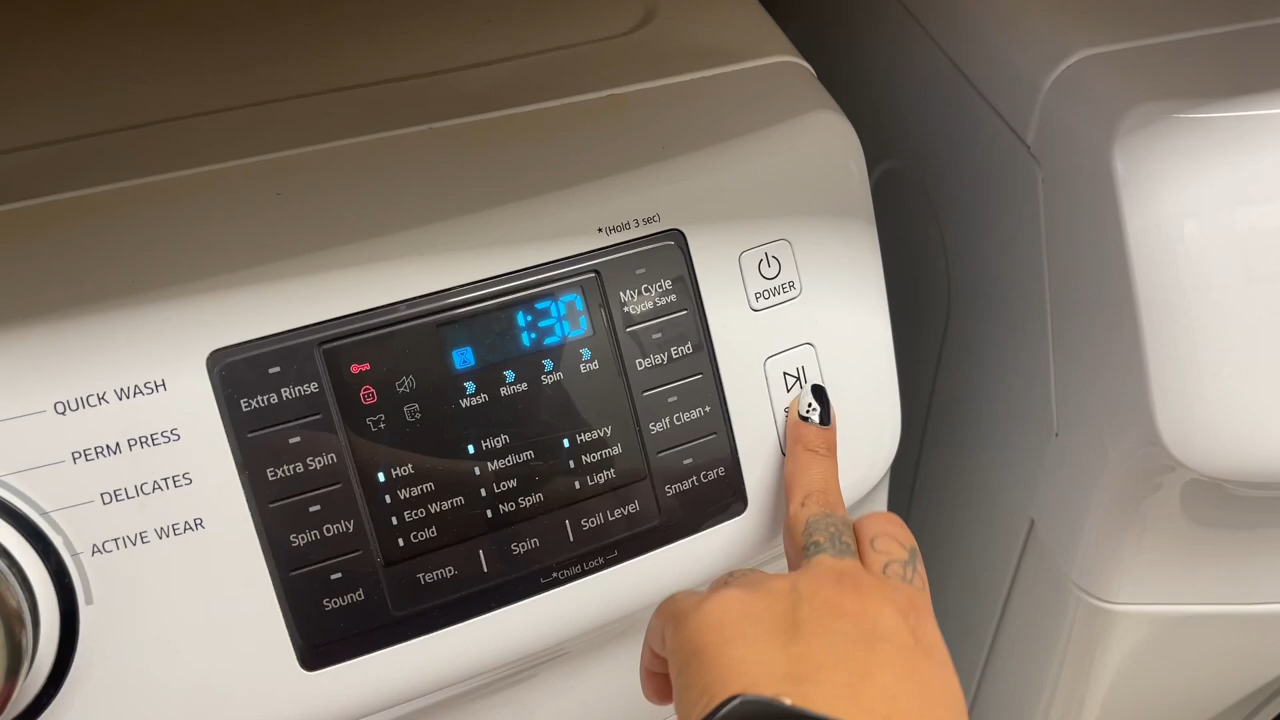 *(Hold 3 sec)
POWER
QUICK WASH
PERM PRESS
DELICATES
ACTIVE WEAR
Extra Rinse
Extra Spin
Spin Only
Sound
1:30
Wash
Rinse
Spin
End
Hot
Warm
Eco Warm
Cold
High
Medium
Low
No Spin
Heavy
Normal
Light
Temp.
Spin
Soil Level
*Child Lock
My Cycle
*Cycle Save
Delay End
Self Clean+
Smart Care